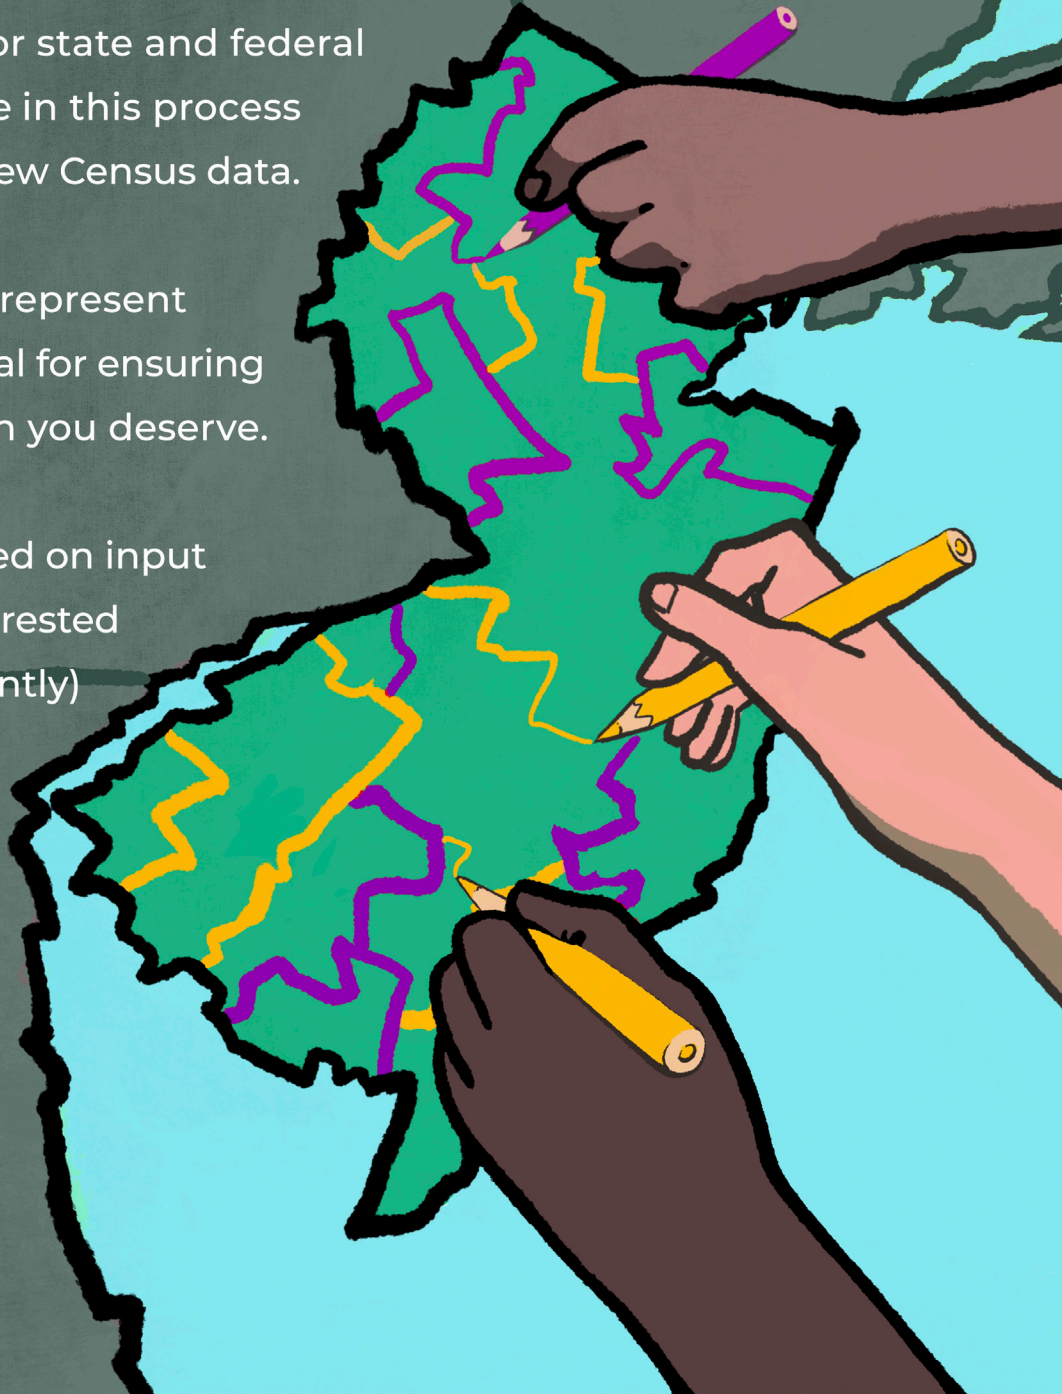 or state and federal
e in this process
ew Census data.
represent
al for ensuring
n you deserve.
ed on input
rested
ntly)